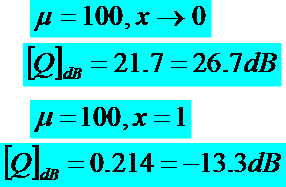 μ = 100, x → 0
[Q]dB = 21.7 = 26.7dB
μ = 100, x = 1
[Q]dB = 0.214 = −13.3dB